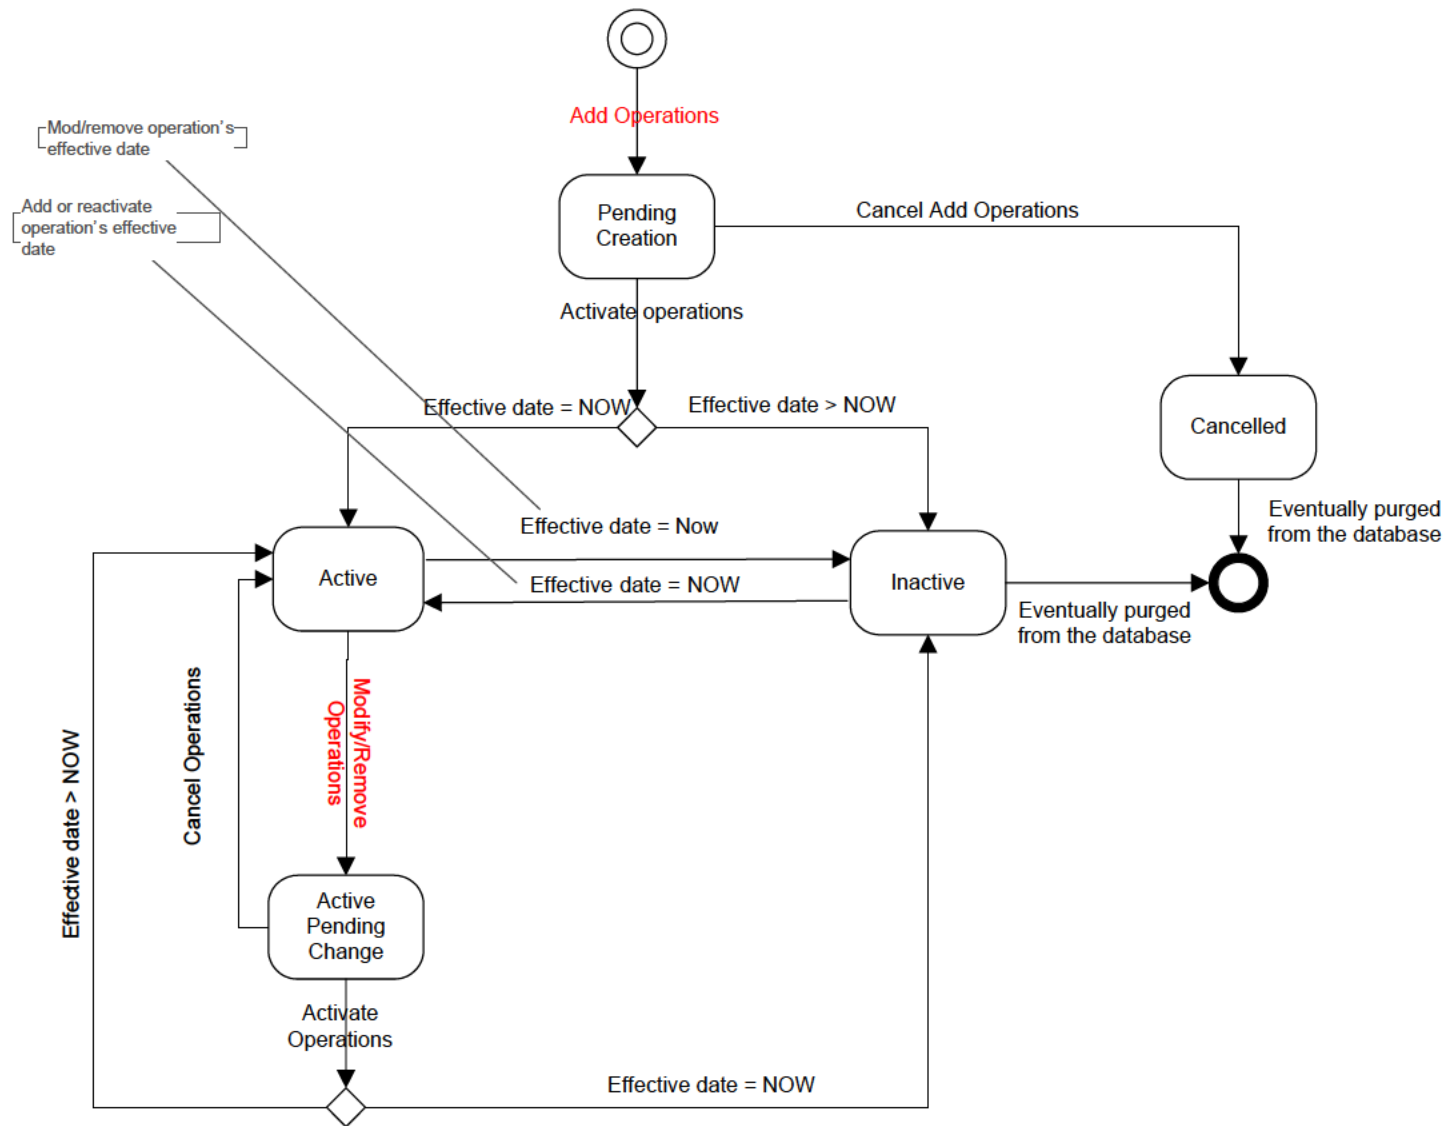 Add Operations
Mod/remove operation's
effective date
Add or reactivate
operation's effective
date
Pending
Creation
Cancel Add Operations
Activate operations
Effective date = NOW
Effective date > NOW
Cancelled
Eventually purged
from the database
Effective date = Now
Active
Effective date = NOW
Inactive
Eventually purged
from the database
Effective date > NOW
Cancel Operations
Modify/Remove
Operations
Active
Pending
Change
Activate
Operations
Effective date = NOW